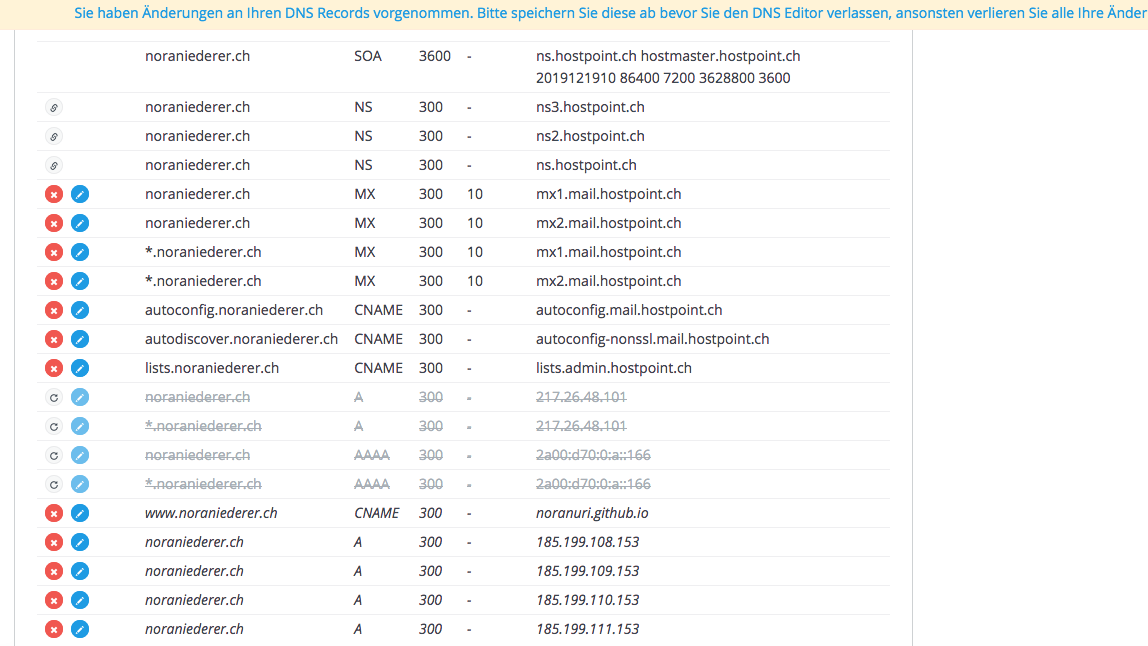 Sie haben Änderungen an Ihren DNS Records vorgenommen. Bitte speichern Sie diese ab bevor Sie den DNS Editor verlassen, ansonsten verlieren Sie alle Ihre Änder
noraniederer.ch SOA 3600 - ns.hostpoint.ch hostmaster.hostpoint.ch
2019121910 86400 7200 3628800 3600
noraniederer.ch NS 300 - ns3.hostpoint.ch
noraniederer.ch NS 300 - ns2.hostpoint.ch
noraniederer.ch NS 300 - ns.hostpoint.ch
noraniederer.ch MX 300 10 mx1.mail.hostpoint.ch
noraniederer.ch MX 300 10 mx2.mail.hostpoint.ch
*.noraniederer.ch MX 300 10 mx1.mail.hostpoint.ch
*.noraniederer.ch MX 300 10 mx2.mail.hostpoint.ch
autoconfig.noraniederer.ch CNAME 300 - autoconfig.mail.hostpoint.ch
autodiscover.noraniederer.ch CNAME 300 - autoconfig-nonssl.mail.hostpoint.ch
lists.noraniederer.ch CNAME 300 - lists.admin.hostpoint.ch
noraniederer.ch A 300 - 217.26.48.101
*.noraniederer.ch A 300 - 217.26.48.101
noraniederer.ch AAAA 300 - 2a00:d70:0:a::166
*.noraniederer.ch AAAA 300 - 2a00:d70:0:a::166
www.noraniederer.ch CNAME 300 - noranuri.github.io
noraniederer.ch A 300 - 185.199.108.153
noraniederer.ch A 300 - 185.199.109.153
noraniederer.ch A 300 - 185.199.110.153
noraniederer.ch A 300 - 185.199.111.153